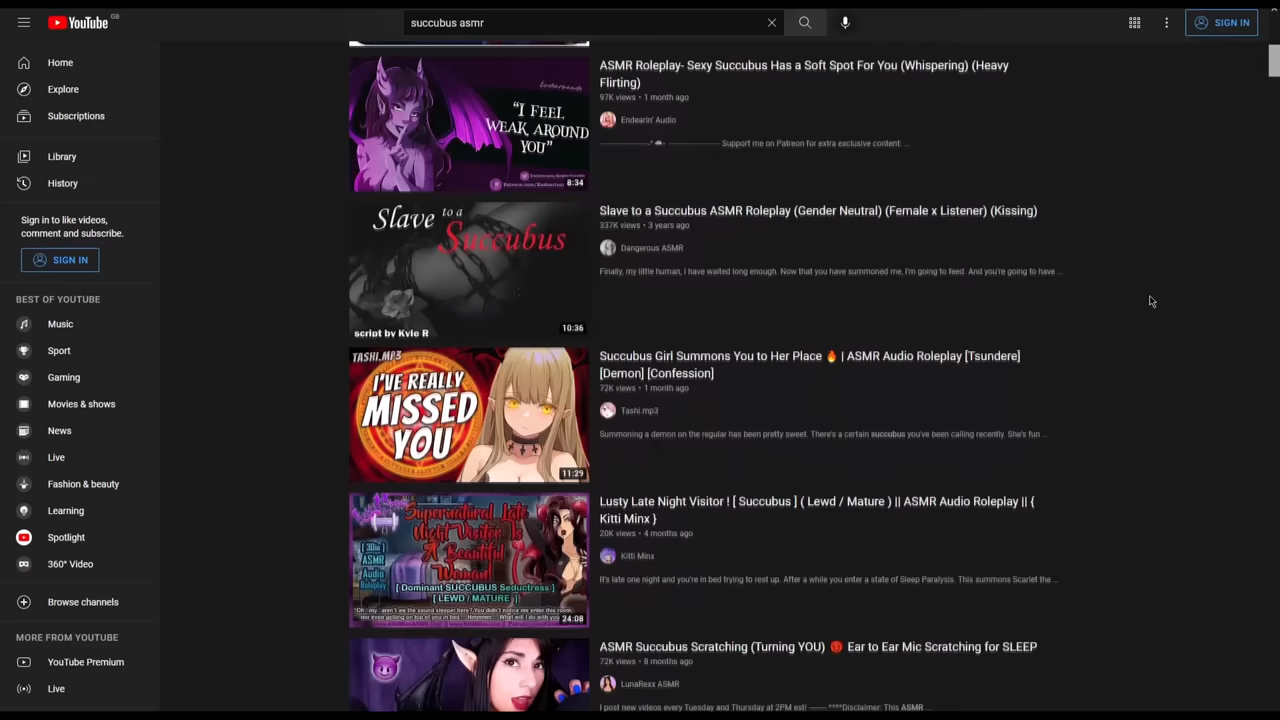 YouTube GB
succubus asmr
SIGN IN
Home
Explore
Subscriptions
Library
History
Sign in to like videos,
comment and subscribe.
SIGN IN
BEST OF YOUTUBE
Music
Sport
Gaming
Movies & shows
News
Live
Fashion & beauty
Learning
Spotlight
360° Video
Browse channels
MORE FROM YOUTUBE
YouTube Premium
Live
"I FEEL
WEAK AROUND
YOU"
8:34
ASMR Roleplay- Sexy Succubus Has a Soft Spot For You (Whispering) (Heavy
Flirting)
97K views • 1 month ago
Endearin' Audio
Support me on Patreon for extra exclusive content: ...
Slave to a
Succubus
script by Kyle R
10:36
Slave to a Succubus ASMR Roleplay (Gender Neutral) (Female x Listener) (Kissing)
337K views • 3 years ago
Dangerous ASMR
Finally, my little human, I have waited long enough. Now that you have summoned me, I'm going to feed. And you're going to have ...
TASHI.MP3
I'VE REALLY
MISSED
YOU
11:29
Succubus Girl Summons You to Her Place 🔥 | ASMR Audio Roleplay [Tsundere]
[Demon] [Confession]
72K views • 1 month ago
Tashi.mp3
Summoning a demon on the regular has been pretty sweet. There's a certain succubus you've been calling recently. She's fun ...
Supernatural Late
Night Visitor Is
A Beautiful
Woman!
[ 3Dio ]
ASMR
Audio
Roleplay
[ Dominant SUCCUBUS Seductress ]
[ LEWD / MATURE ]
24:08
Lusty Late Night Visitor ! [ Succubus ] ( Lewd / Mature ) || ASMR Audio Roleplay || {
Kitti Minx }
20K views • 4 months ago
Kitti Minx
It's late one night and you're in bed trying to rest up. After a while you enter a state of Sleep Paralysis. This summons Scarlet the ...
ASMR Succubus Scratching (Turning YOU) 👹 Ear to Ear Mic Scratching for SLEEP
72K views • 8 months ago
LunaRexx ASMR
I post new videos every Tuesday and Thursday at 2PM est! ------ ****Disclaimer: This ASMR ...